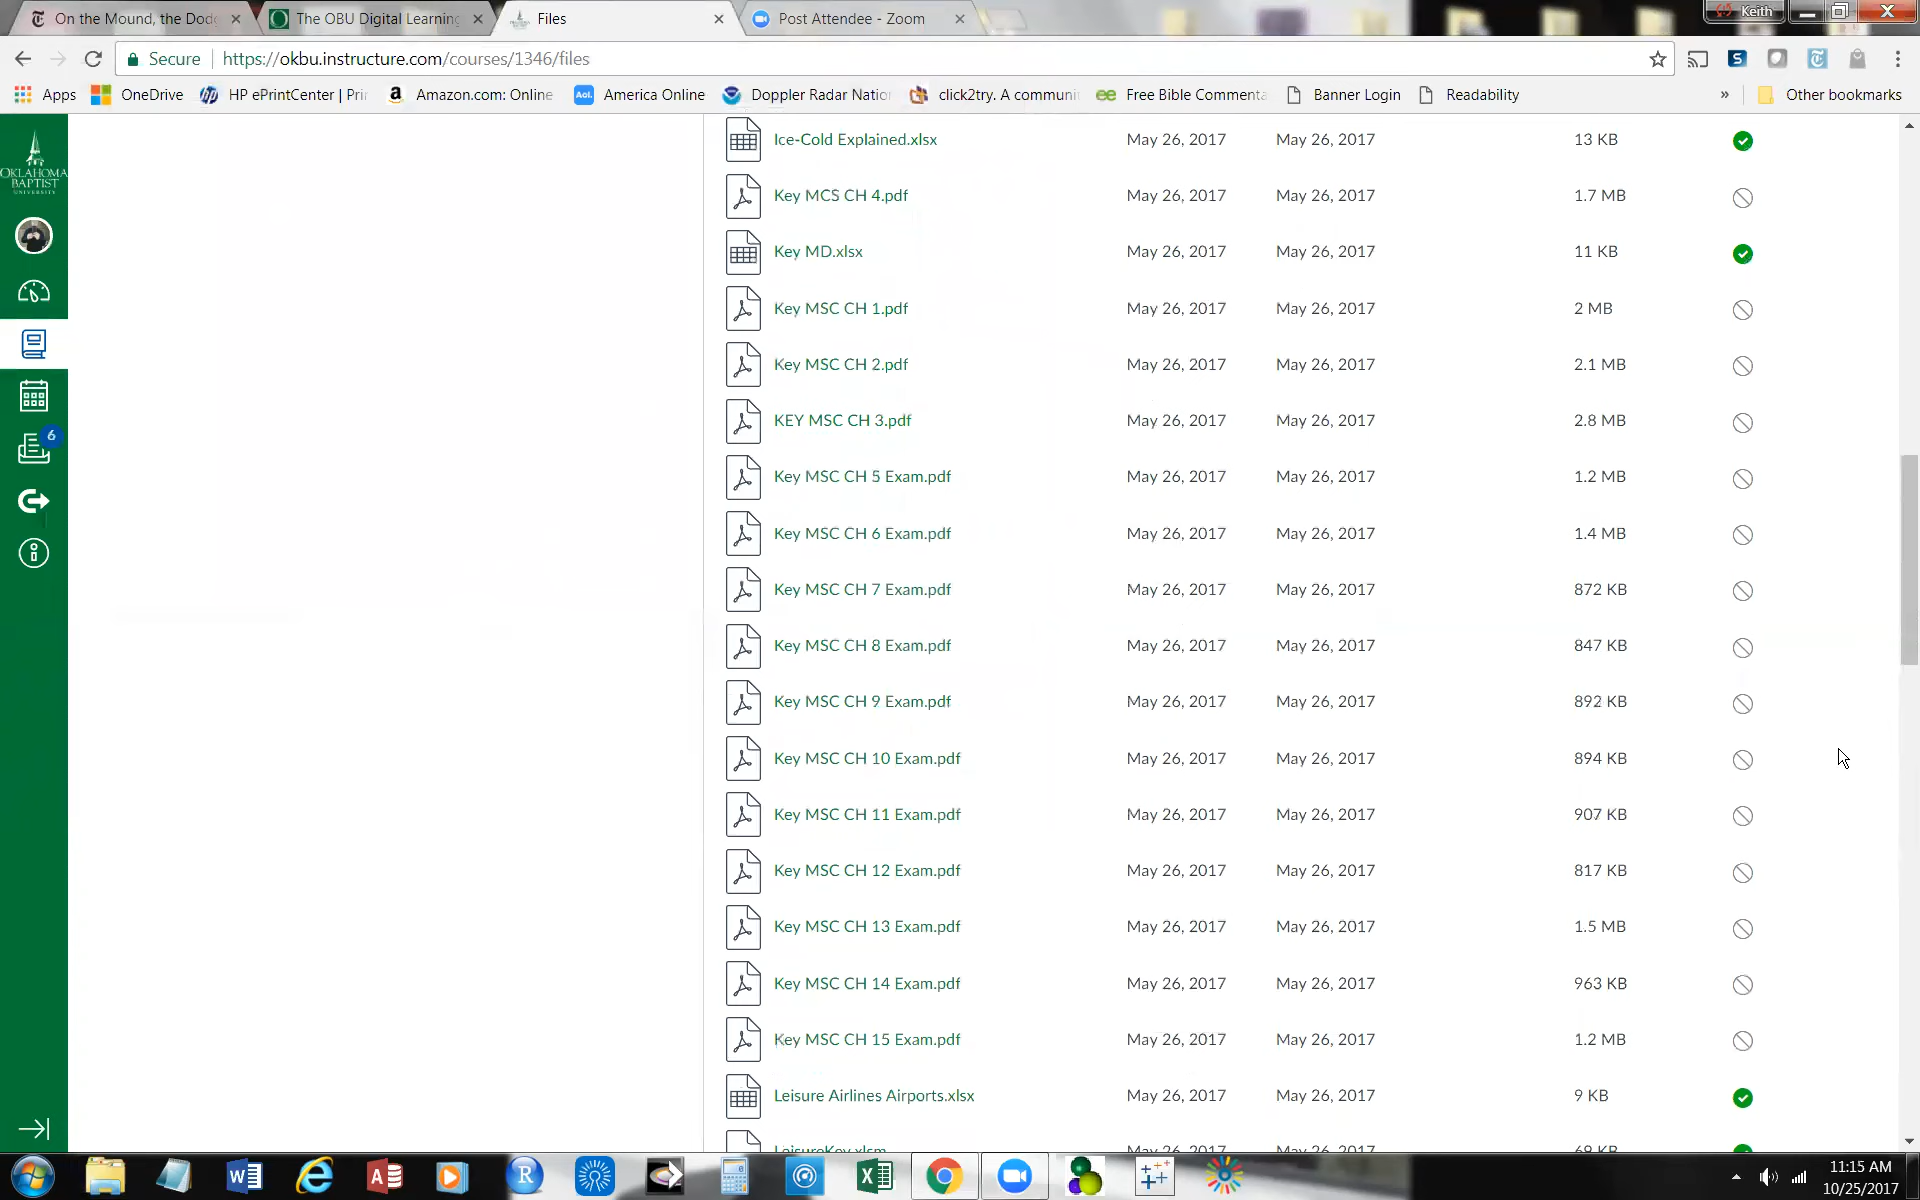 On the Mound, the Dod
The OBU Digital Learning
Files
Post Attendee - Zoom
Keith
Secure
https://okbu.instructure.com/courses/1346/files
Apps
OneDrive
HP ePrintCenter | Pri
Amazon.com: Online
Aol.
America Online
Doppler Radar Natio
click2try. A communi
Free Bible Commenta
Banner Login
Readability
»
Other bookmarks
OKLAHOMA
BAPTIST
UNIVERSITY
6
Ice-Cold Explained.xlsx May 26, 2017 May 26, 2017 13 KB
Key MCS CH 4.pdf May 26, 2017 May 26, 2017 1.7 MB
Key MD.xlsx May 26, 2017 May 26, 2017 11 KB
Key MSC CH 1.pdf May 26, 2017 May 26, 2017 2 MB
Key MSC CH 2.pdf May 26, 2017 May 26, 2017 2.1 MB
KEY MSC CH 3.pdf May 26, 2017 May 26, 2017 2.8 MB
Key MSC CH 5 Exam.pdf May 26, 2017 May 26, 2017 1.2 MB
Key MSC CH 6 Exam.pdf May 26, 2017 May 26, 2017 1.4 MB
Key MSC CH 7 Exam.pdf May 26, 2017 May 26, 2017 872 KB
Key MSC CH 8 Exam.pdf May 26, 2017 May 26, 2017 847 KB
Key MSC CH 9 Exam.pdf May 26, 2017 May 26, 2017 892 KB
Key MSC CH 10 Exam.pdf May 26, 2017 May 26, 2017 894 KB
Key MSC CH 11 Exam.pdf May 26, 2017 May 26, 2017 907 KB
Key MSC CH 12 Exam.pdf May 26, 2017 May 26, 2017 817 KB
Key MSC CH 13 Exam.pdf May 26, 2017 May 26, 2017 1.5 MB
Key MSC CH 14 Exam.pdf May 26, 2017 May 26, 2017 963 KB
Key MSC CH 15 Exam.pdf May 26, 2017 May 26, 2017 1.2 MB
Leisure Airlines Airports.xlsx May 26, 2017 May 26, 2017 9 KB
LeisureKey.xlsm May 26, 2017 May 26, 2017
11:15 AM
10/25/2017